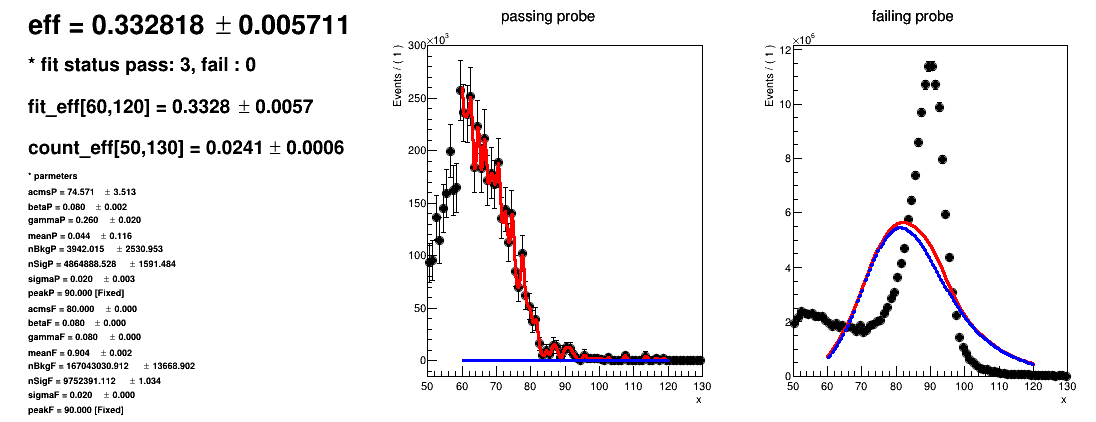 eff = 0.332818 ± 0.005711
* fit status pass: 3, fail : 0
fit_eff[60,120] = 0.3328 ± 0.0057
count_eff[50,130] = 0.0241 ± 0.0006
* parmeters
acmsP = 74.571 ± 3.513
betaP = 0.080 ± 0.002
gammaP = 0.260 ± 0.020
meanP = 0.044 ± 0.116
nBkgP = 3942.015 ± 2530.953
nSigP = 4864888.528 ± 1591.484
sigmaP = 0.020 ± 0.003
peakP = 90.000 [Fixed]
acmsF = 80.000 ± 0.000
betaF = 0.080 ± 0.000
gammaF = 0.080 ± 0.000
meanF = 0.904 ± 0.002
nBkgF = 167043030.912 ± 13668.902
nSigF = 9752391.112 ± 1.034
sigmaF = 0.020 ± 0.000
peakF = 90.000 [Fixed]
passing probe
×10³
Events / ( 1 )
300
250
200
150
100
50
0
50 60 70 80 90 100 110 120 130
x
failing probe
×10⁶
Events / ( 1 )
12
10
8
6
4
2
0
50 60 70 80 90 100 110 120 130
x